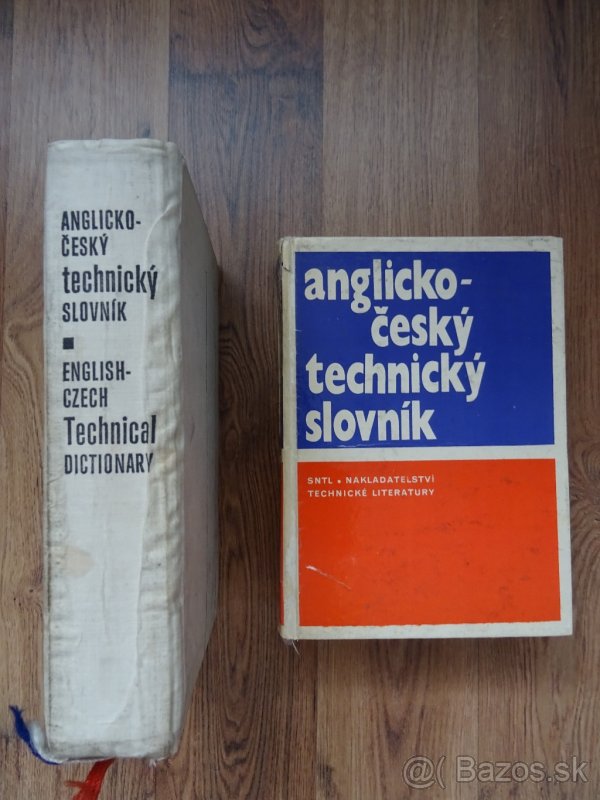 ANGLICKO-
ČESKÝ
technický
SLOVNÍK
ENGLISH-
CZECH
Technical
DICTIONARY
anglicko-
český
technický
slovník
SNTL • NAKLADATELSTVÍ
TECHNICKÉ LITERATURY
@( Bazos.sk